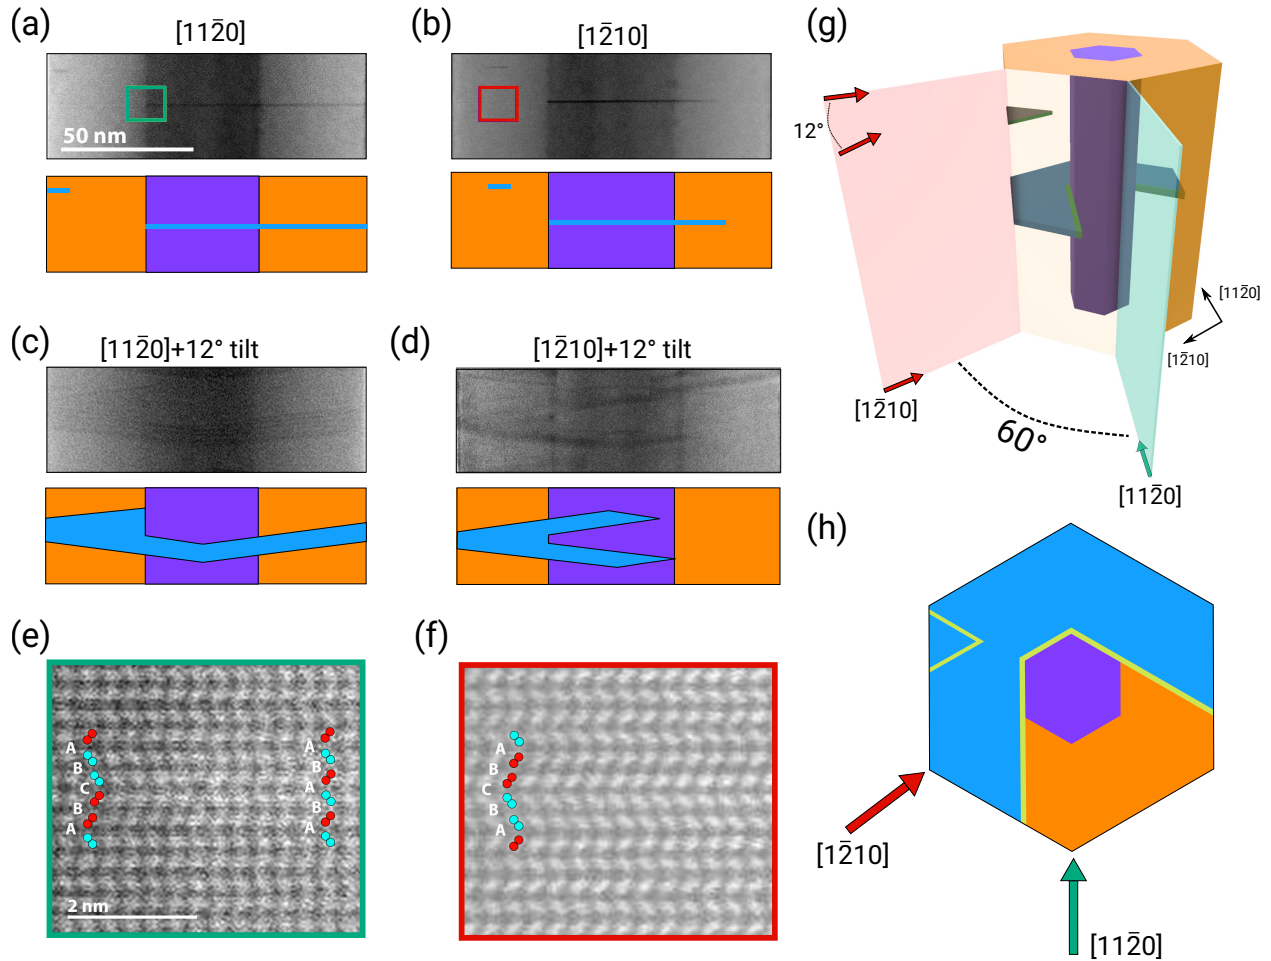 (a)
[112̅0]
50 nm
(b)
[12̅10]
(c)
[112̅0]+12° tilt
(d)
[12̅10]+12° tilt
(e)
A
B
C
B
A
A
B
A
B
A
2 nm
(f)
A
B
C
B
A
(g)
12°
[112̅0]
[12̅10]
[12̅10]
60°
[112̅0]
(h)
[12̅10]
[112̅0]